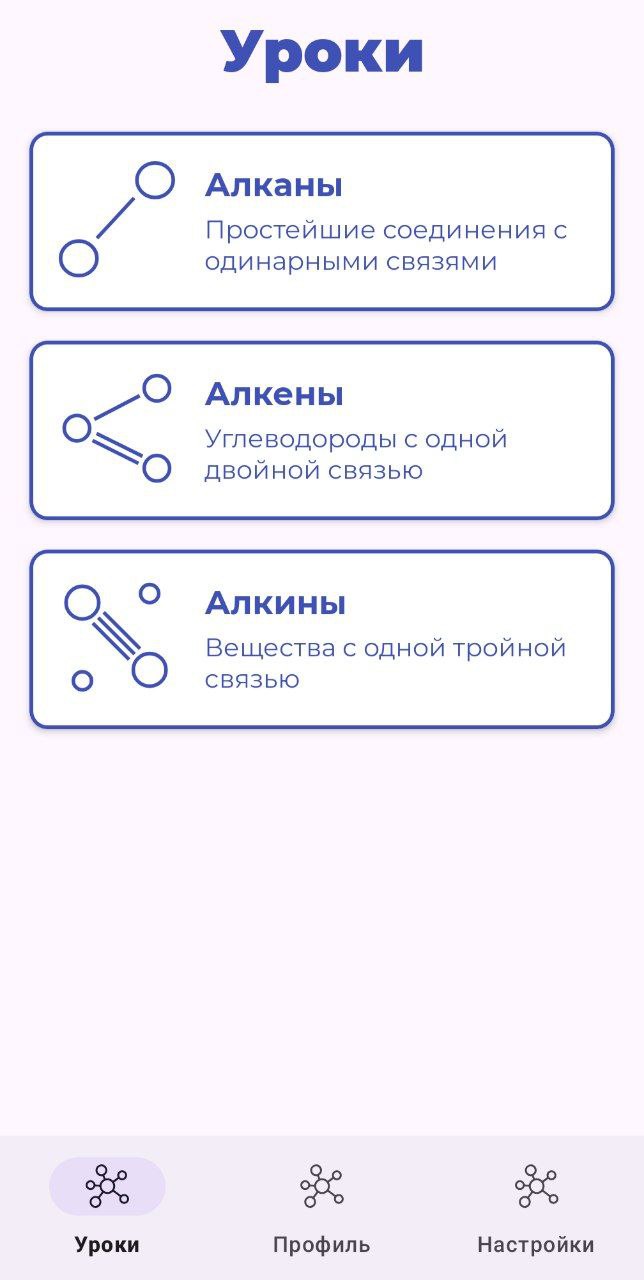 Уроки
Алканы
Простейшие соединения с
одинарными связями
Алкены
Углеводороды с одной
двойной связью
Алкины
Вещества с одной тройной
связью
Уроки
Профиль
Настройки